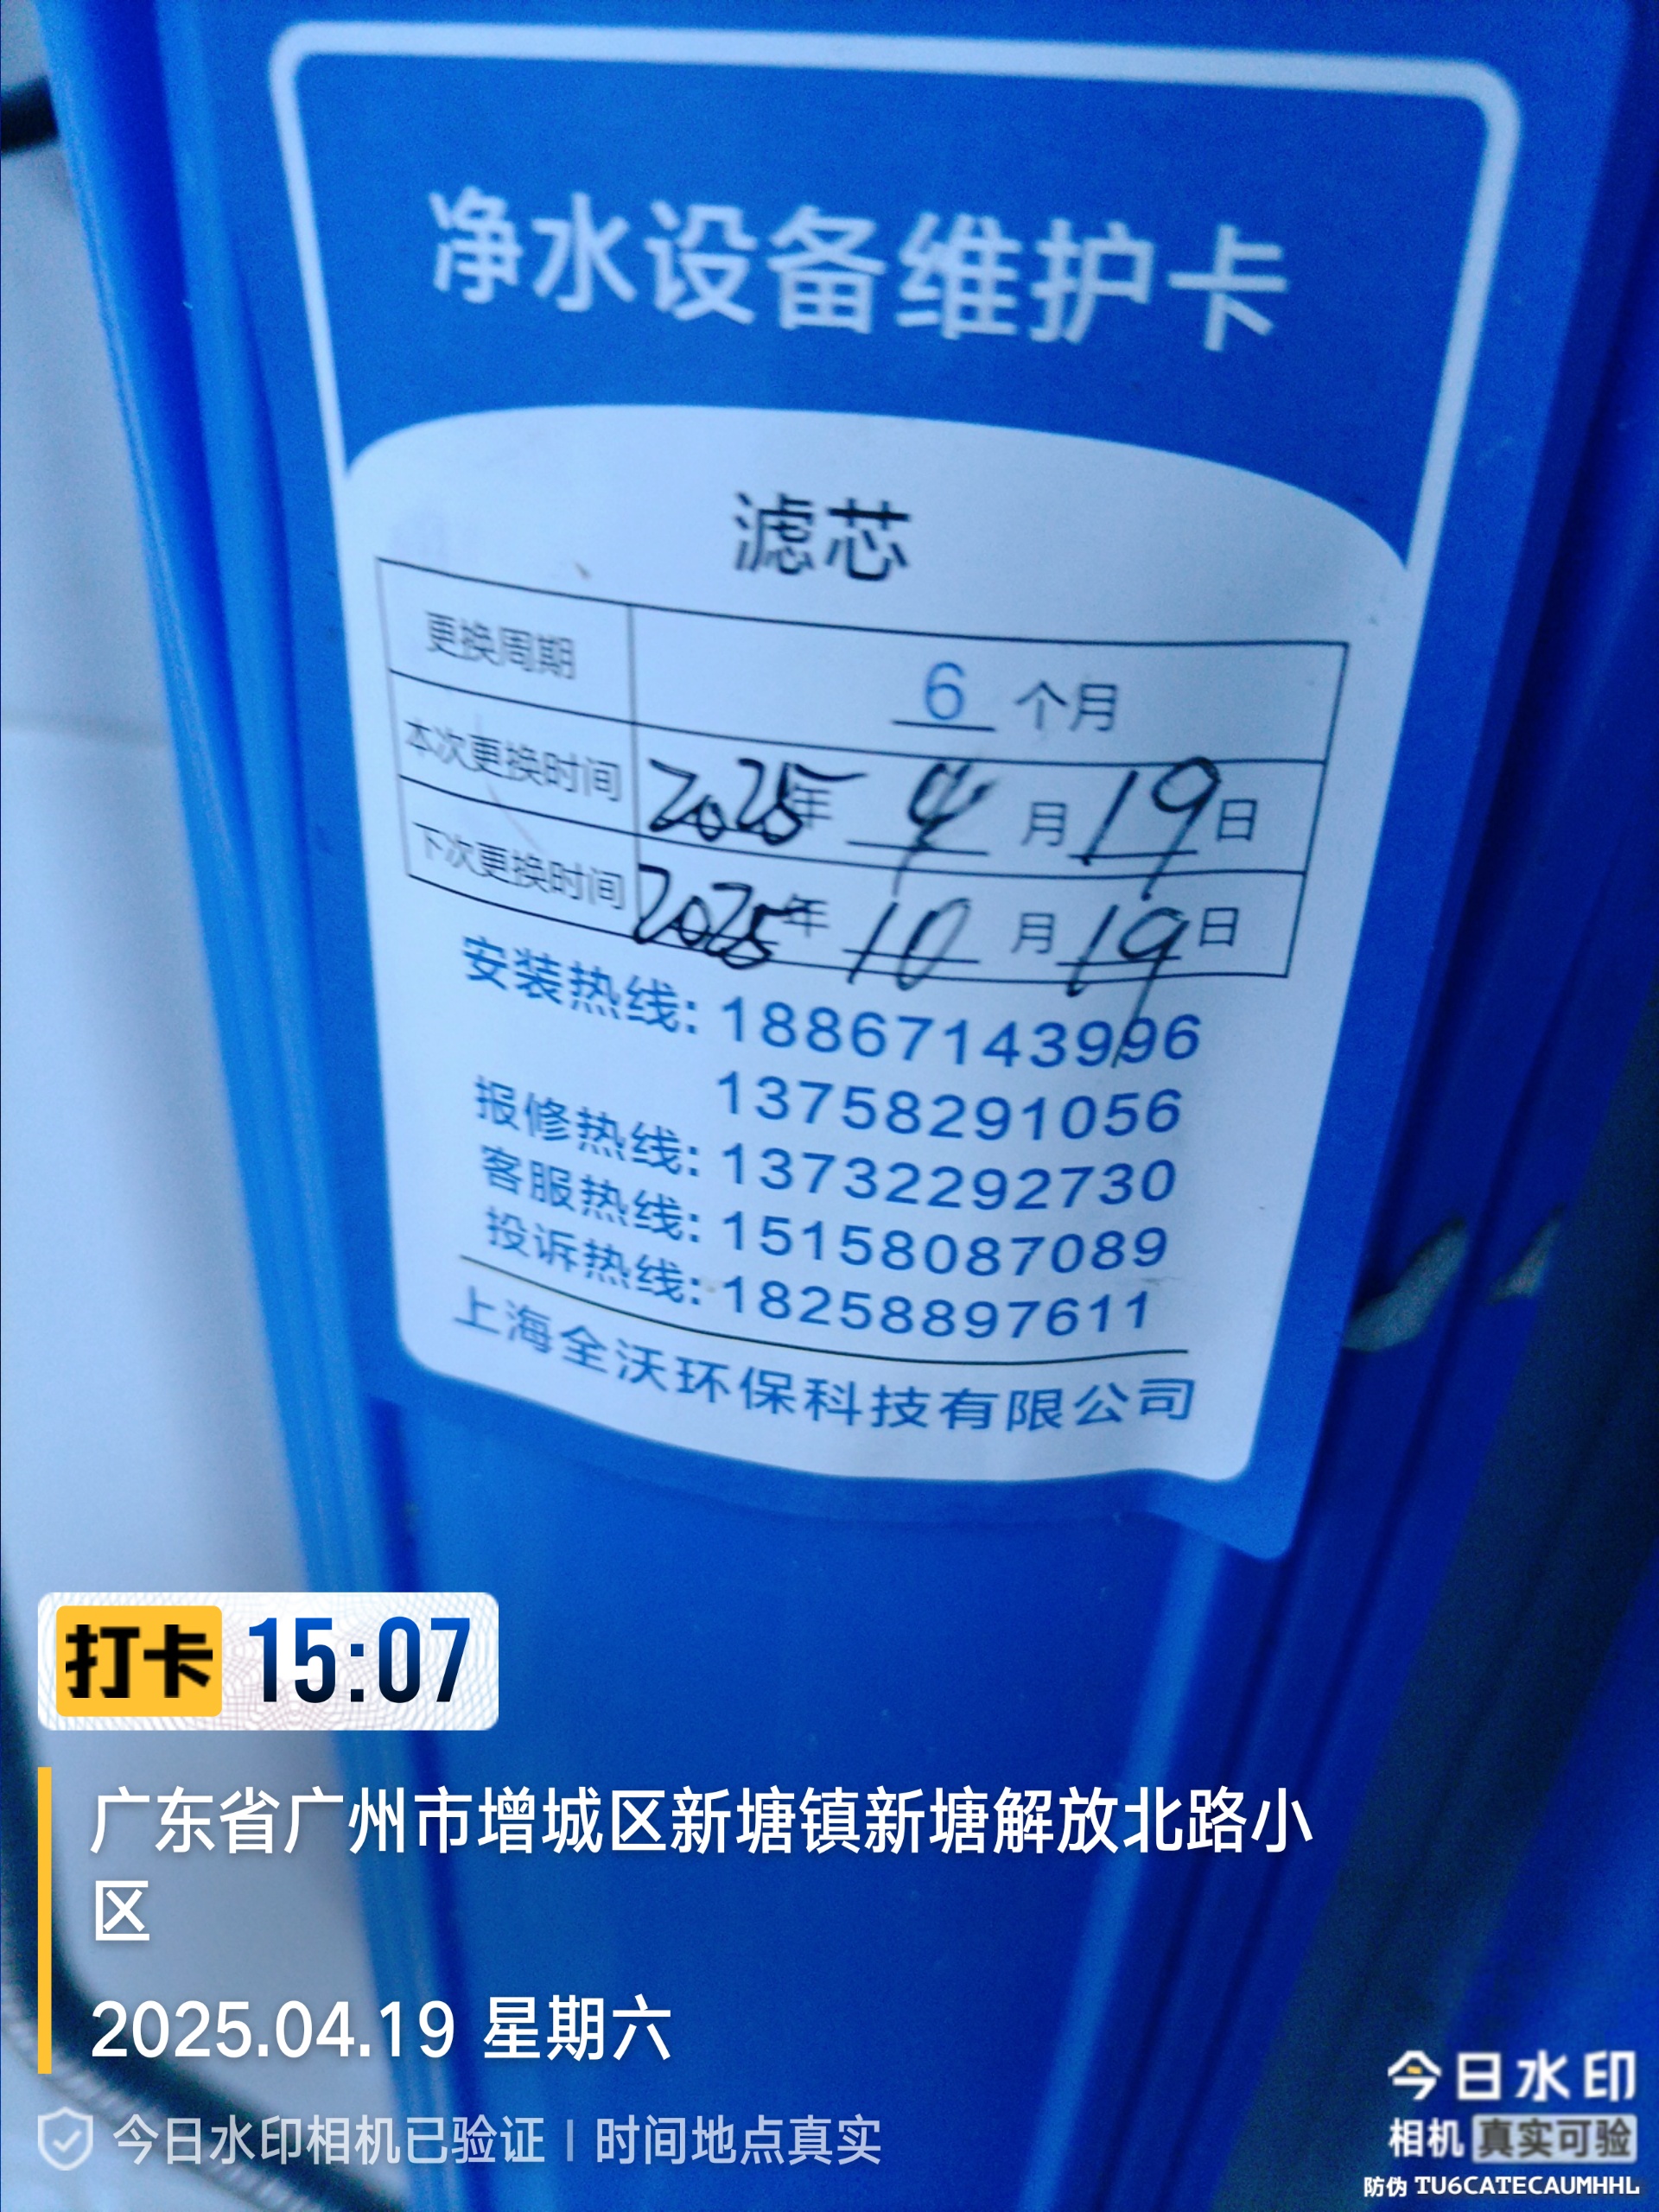 净水设备维护卡
滤芯
更换周期 6 个月
本次更换时间 2025年 4 月 19 日
下次更换时间 2025年 10 月 19 日
安装热线: 18867143996
13758291056
报修热线: 13732292730
客服热线: 15158087089
投诉热线: 18258897611
上海全沃环保科技有限公司
打卡 15:07
广东省广州市增城区新塘镇新塘解放北路小
区
2025.04.19 星期六
今日水印相机已验证 | 时间地点真实
今日水印
相机 真实可验
防伪 TU6CATECAUMHHL